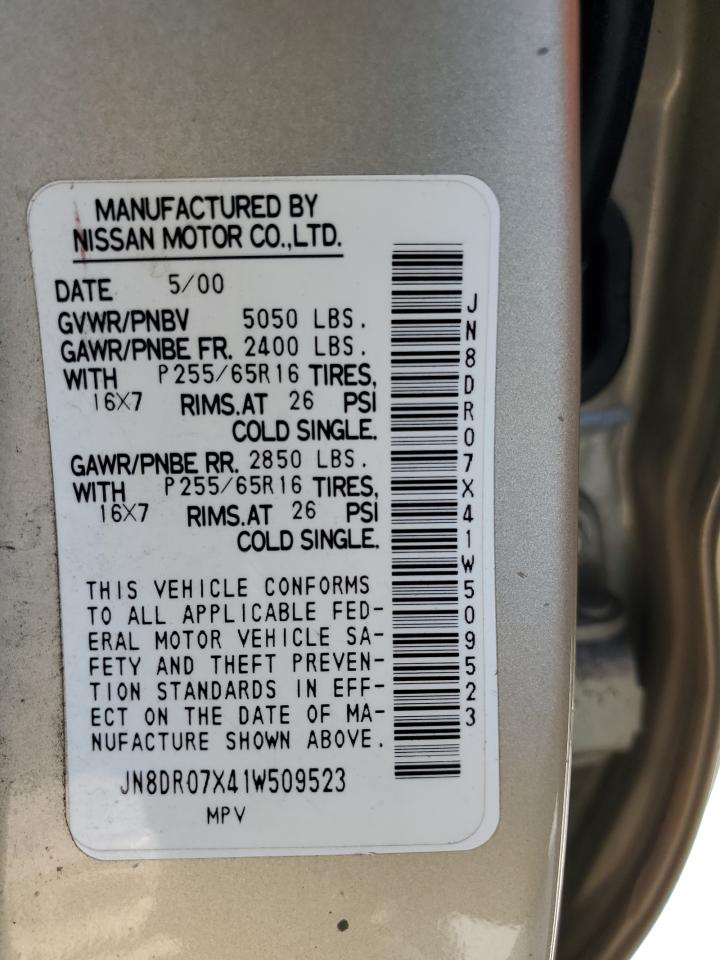 MANUFACTURED BY
NISSAN MOTOR CO.,LTD.
DATE 5/00
GVWR/PNBV 5050 LBS.
GAWR/PNBE FR. 2400 LBS.
WITH P255/65R16 TIRES,
16X7 RIMS.AT 26 PSI
COLD SINGLE.
GAWR/PNBE RR. 2850 LBS.
WITH P255/65R16 TIRES,
16X7 RIMS.AT 26 PSI
COLD SINGLE.
THIS VEHICLE CONFORMS
TO ALL APPLICABLE FED-
ERAL MOTOR VEHICLE SA-
FETY AND THEFT PREVEN-
TION STANDARDS IN EFF-
ECT ON THE DATE OF MA-
NUFACTURE SHOWN ABOVE.
JN8DR07X41W509523
MPV
JN8DR07X41W509523